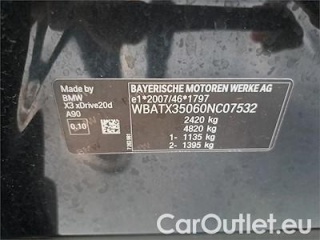 Made by
BMW
X3 xDrive20d
A90
0,10
BAYERISCHE MOTOREN WERKE AG
e1*2007/46*1797
WBATX35060NC07532
2420 kg
4820 kg
1- 1135 kg
2- 1395 kg
CarOutlet.eu